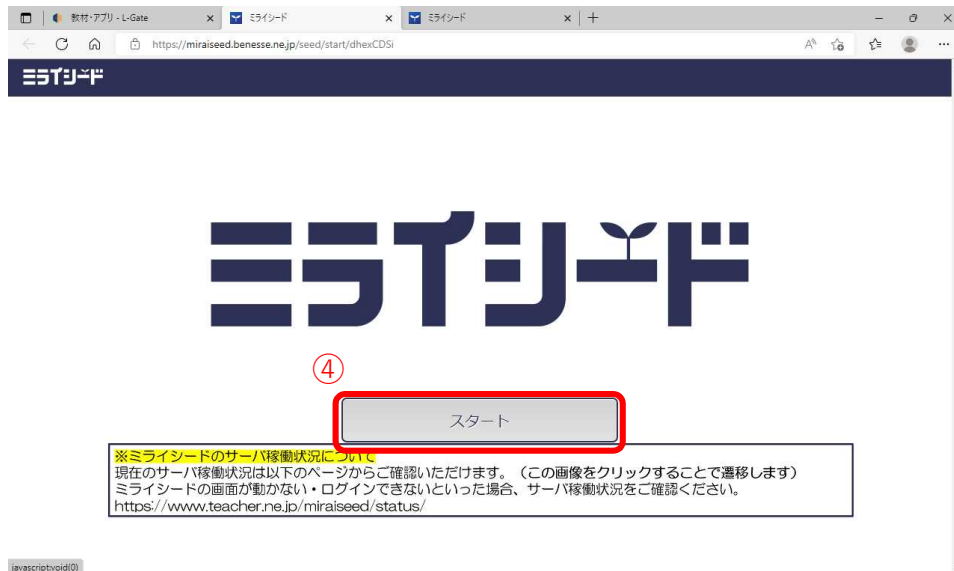 教材・アプリ - L-Gate
ミライシード
ミライシード
https://miraiseed.benesse.ne.jp/seed/start/dhexCDSi
ミライシード
ミライシード
④
スタート
※ミライシードのサーバ稼働状況について
現在のサーバ稼働状況は以下のページからご確認いただけます。（この画像をクリックすることで遷移します）
ミライシードの画面が動かない・ログインできないといった場合、サーバ稼働状況をご確認ください。
https://www.teacher.ne.jp/miraiseed/status/
javascript:void(0)